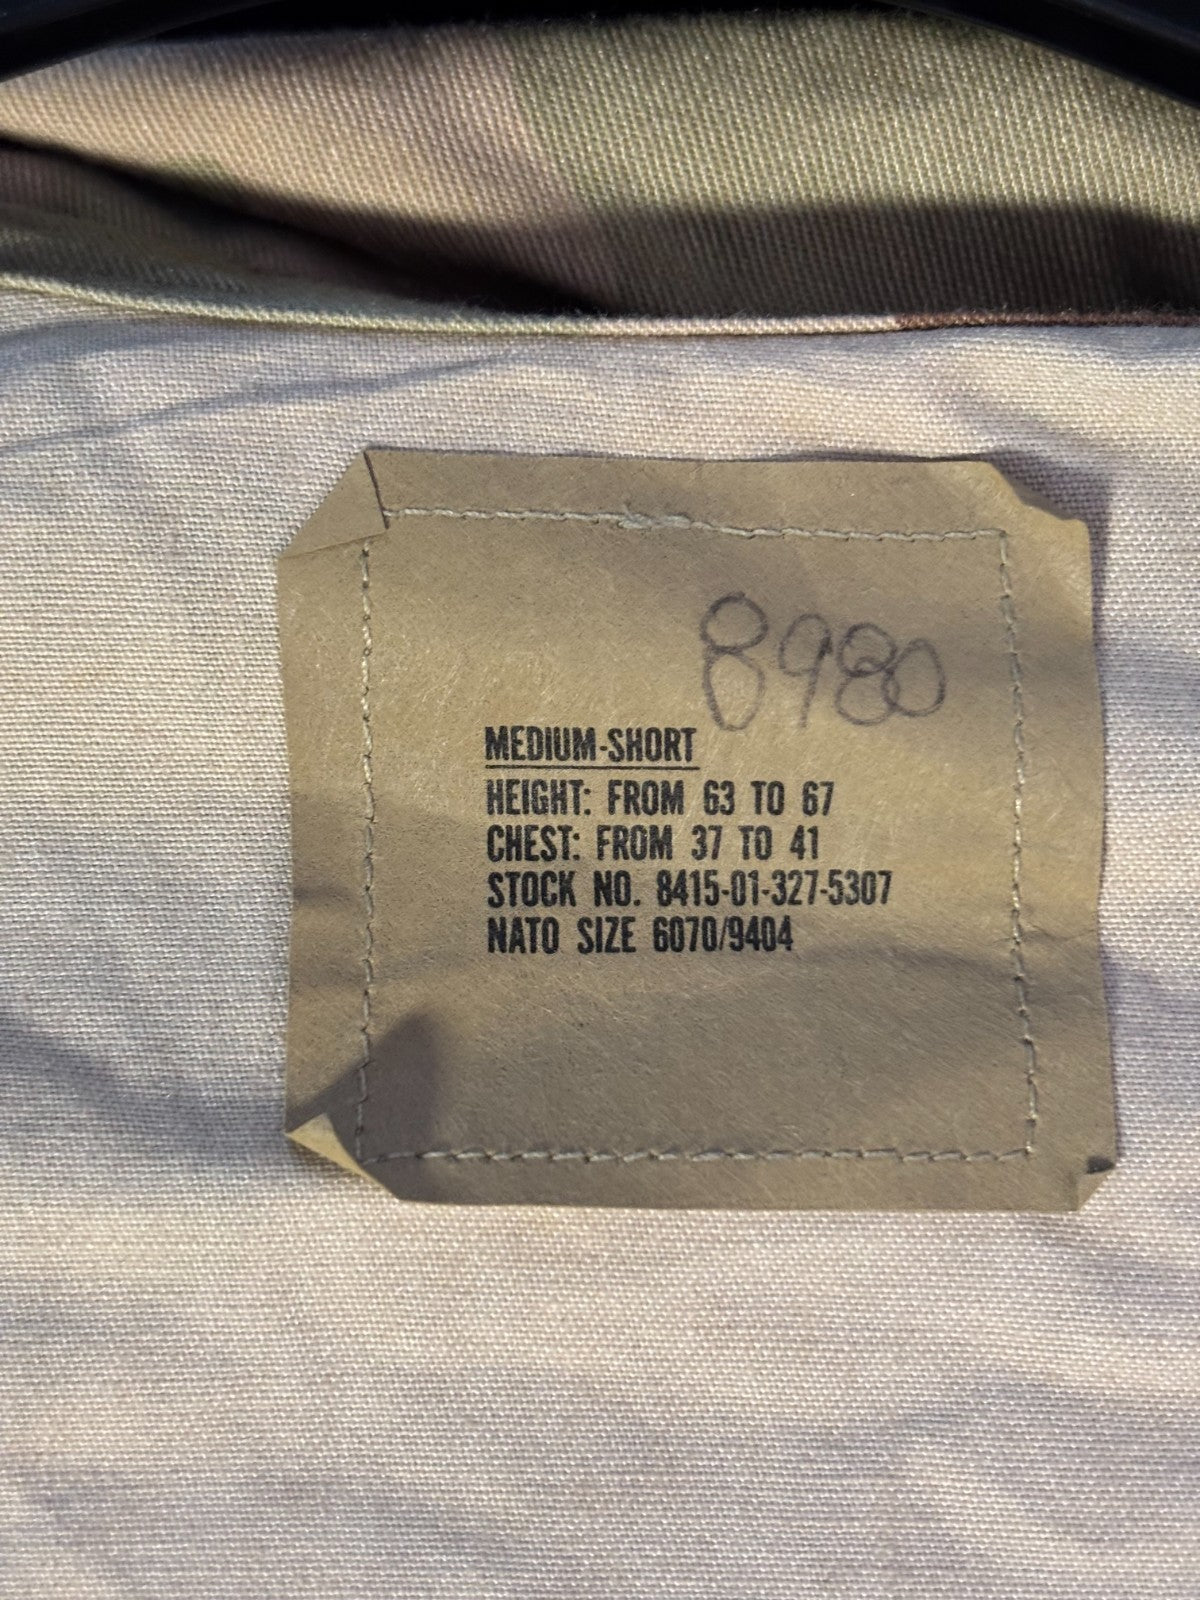 8980
MEDIUM-SHORT
HEIGHT: FROM 63 TO 67
CHEST: FROM 37 TO 41
STOCK NO. 8415-01-327-5307
NATO SIZE 6070/9404